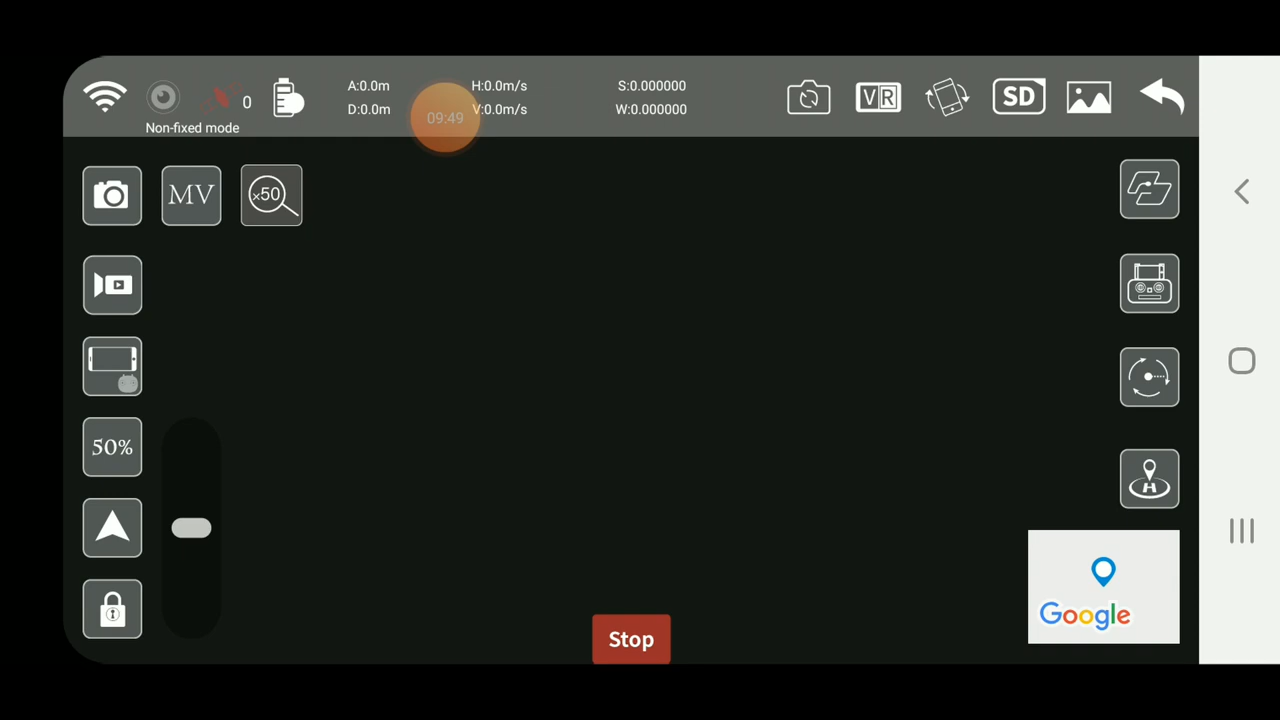 A:0.0m H:0.0m/s S:0.000000
D:0.0m V:0.0m/s W:0.000000
09:49
0
Non-fixed mode
VR
SD
MV
x50
50%
H
Google
Stop